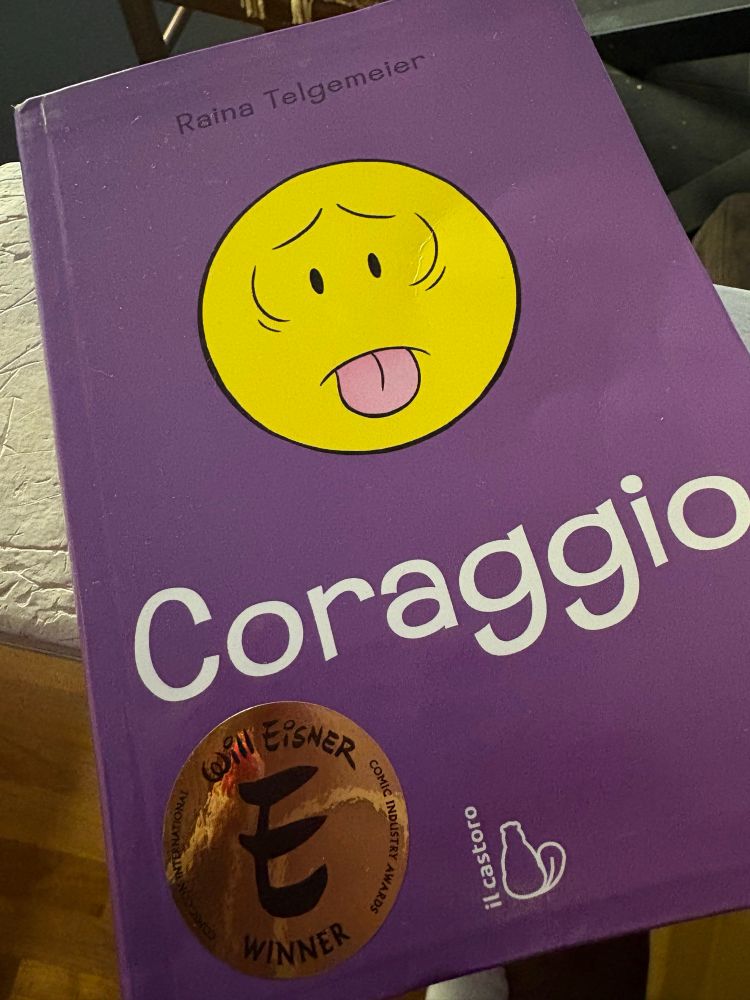 Raina Telgemeier
Coraggio
Will EISNER
COMIC-CON INTERNATIONAL
COMIC INDUSTRY AWARDS
E
WINNER
il castoro